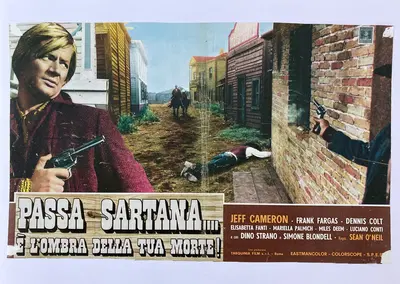 PASSA SARTANA....
È L'OMBRA DELLA TUA MORTE!
JEFF CAMERON · FRANK FARGAS · DENNIS COLT
ELISABETTA FANTI · MARIELLA PALMICH · MILES DEEM · LUCIANO CONTI
e con DINO STRANO · SIMONE BLONDELL · Regia SEAN O'NEIL
EASTMANCOLOR - COLORSCOPE - S.P.E.S.